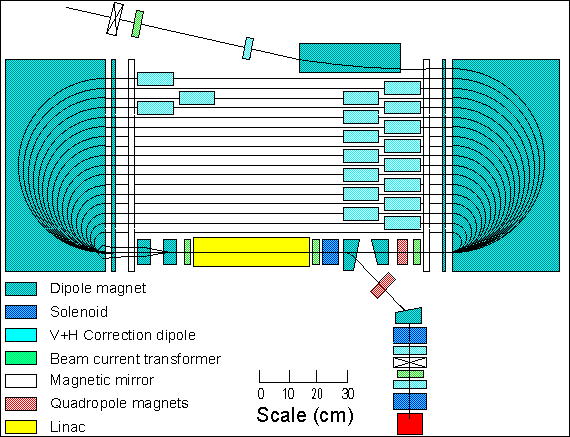 Dipole magnet
Solenoid
V+H Correction dipole
Beam current transformer
Magnetic mirror
Quadropole magnets
Linac
0 10 20 30
Scale (cm)